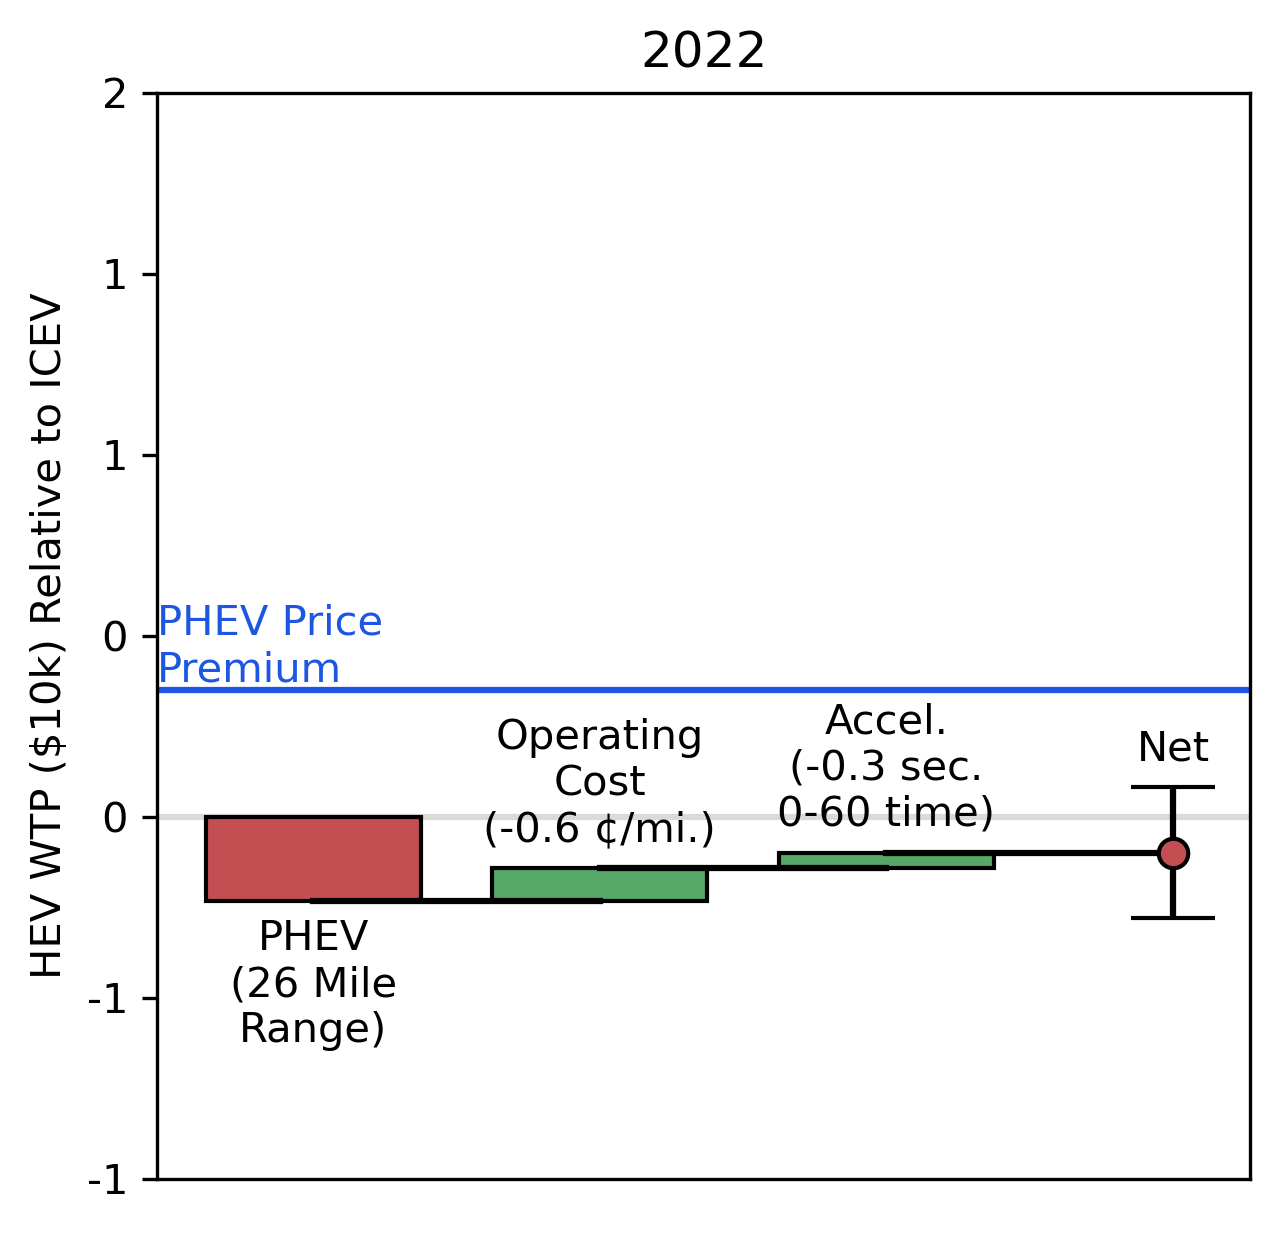 2022
HEV WTP ($10k) Relative to ICEV
2
1
1
0
0
-1
-1
PHEV Price
Premium
Operating
Cost
(-0.6 ¢/mi.)
Accel.
(-0.3 sec.
0-60 time)
Net
PHEV
(26 Mile
Range)